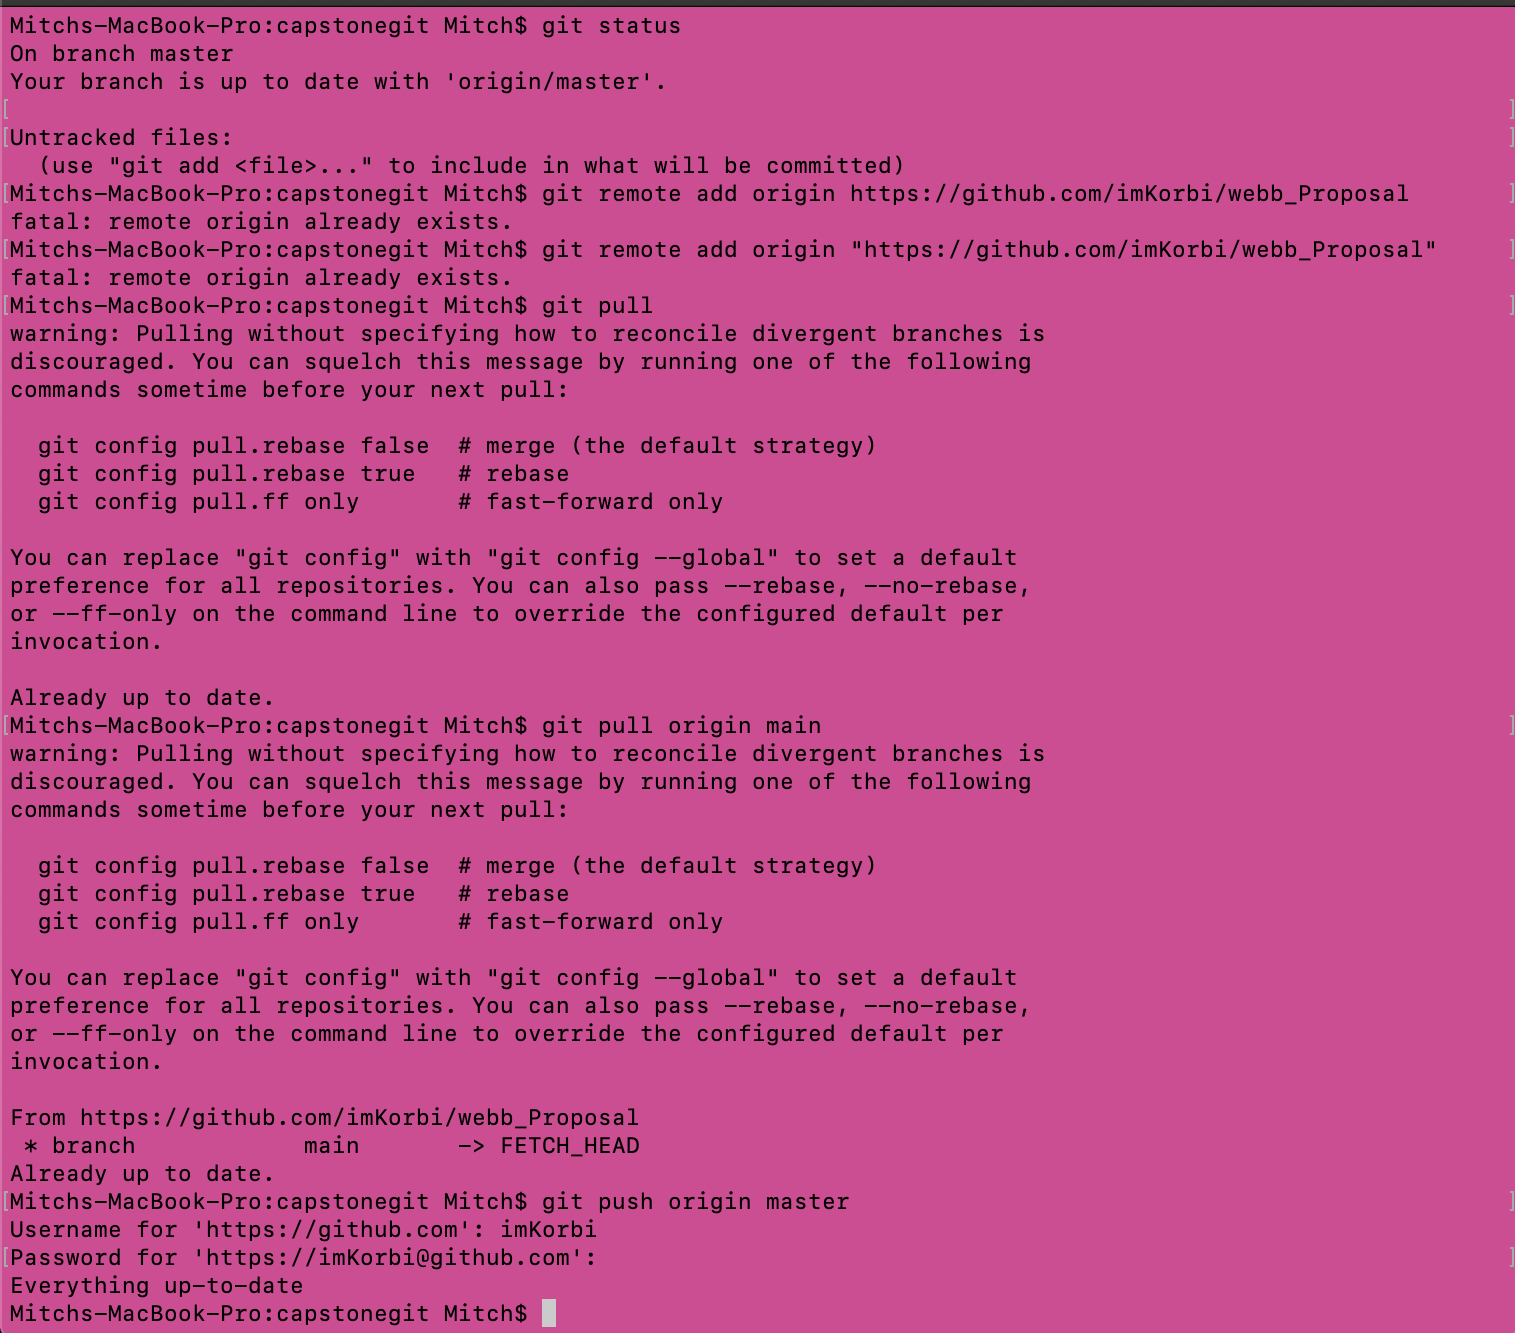 Mitchs-MacBook-Pro:capstonegit Mitch$ git status
On branch master
Your branch is up to date with 'origin/master'.
[ ]
[Untracked files: ]
  (use "git add <file>..." to include in what will be committed)
[Mitchs-MacBook-Pro:capstonegit Mitch$ git remote add origin https://github.com/imKorbi/webb_Proposal ]
fatal: remote origin already exists.
[Mitchs-MacBook-Pro:capstonegit Mitch$ git remote add origin "https://github.com/imKorbi/webb_Proposal" ]
fatal: remote origin already exists.
[Mitchs-MacBook-Pro:capstonegit Mitch$ git pull ]
warning: Pulling without specifying how to reconcile divergent branches is
discouraged. You can squelch this message by running one of the following
commands sometime before your next pull:

  git config pull.rebase false  # merge (the default strategy)
  git config pull.rebase true   # rebase
  git config pull.ff only       # fast-forward only

You can replace "git config" with "git config --global" to set a default
preference for all repositories. You can also pass --rebase, --no-rebase,
or --ff-only on the command line to override the configured default per
invocation.

Already up to date.
[Mitchs-MacBook-Pro:capstonegit Mitch$ git pull origin main ]
warning: Pulling without specifying how to reconcile divergent branches is
discouraged. You can squelch this message by running one of the following
commands sometime before your next pull:

  git config pull.rebase false  # merge (the default strategy)
  git config pull.rebase true   # rebase
  git config pull.ff only       # fast-forward only

You can replace "git config" with "git config --global" to set a default
preference for all repositories. You can also pass --rebase, --no-rebase,
or --ff-only on the command line to override the configured default per
invocation.

From https://github.com/imKorbi/webb_Proposal
 * branch            main       -> FETCH_HEAD
Already up to date.
[Mitchs-MacBook-Pro:capstonegit Mitch$ git push origin master ]
Username for 'https://github.com': imKorbi
[Password for 'https://imKorbi@github.com': ]
Everything up-to-date
Mitchs-MacBook-Pro:capstonegit Mitch$